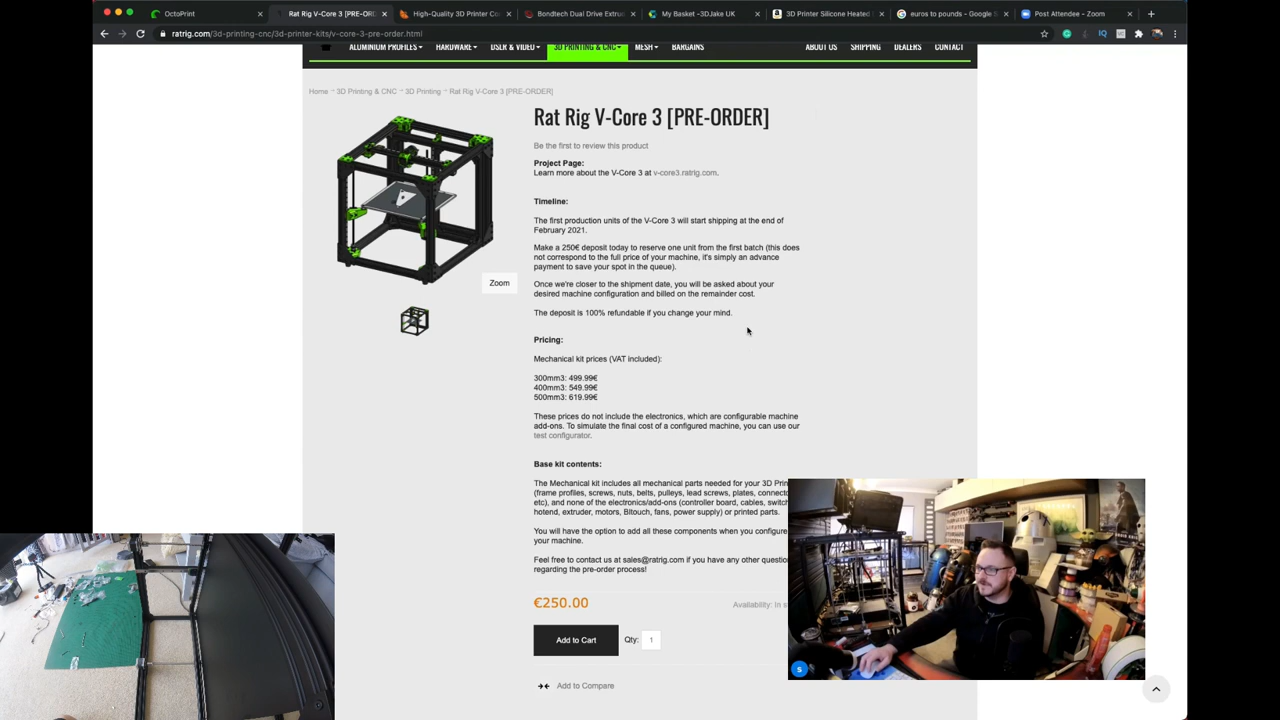 OctoPrint
Rat Rig V-Core 3 [PRE-ORD
High-Quality 3D Printer Co
Bondtech Dual Drive Extrud
My Basket -3DJake UK
3D Printer Silicone Heated
euros to pounds - Google S
Post Attendee - Zoom
ratrig.com/3d-printing-cnc/3d-printer-kits/v-core-3-pre-order.html
ALUMINIUM PROFILES HARDWARE DSLR & VIDEO 3D PRINTING & CNC MESH BARGAINS ABOUT US SHIPPING DEALERS CONTACT
Home 3D Printing & CNC 3D Printing Rat Rig V-Core 3 [PRE-ORDER]
Rat Rig V-Core 3 [PRE-ORDER]
Be the first to review this product
Project Page:
Learn more about the V-Core 3 at v-core3.ratrig.com.
Timeline:
The first production units of the V-Core 3 will start shipping at the end of
February 2021.
Make a 250€ deposit today to reserve one unit from the first batch (this does
not correspond to the full price of your machine, it's simply an advance
payment to save your spot in the queue).
Zoom
Once we're closer to the shipment date, you will be asked about your
desired machine configuration and billed on the remainder cost.
The deposit is 100% refundable if you change your mind.
Pricing:
Mechanical kit prices (VAT included):
300mm3: 499.99€
400mm3: 549.99€
500mm3: 619.99€
These prices do not include the electronics, which are configurable machine
add-ons. To simulate the final cost of a configured machine, you can use our
test configurator.
Base kit contents:
The Mechanical kit includes all mechanical parts needed for your 3D Prin
(frame profiles, screws, nuts, belts, pulleys, lead screws, plates, connecto
etc), and none of the electronics/add-ons (controller board, cables, switch
hotend, extruder, motors, Bltouch, fans, power supply) or printed parts.
You will have the option to add all these components when you configure
your machine.
Feel free to contact us at sales@ratrig.com if you have any other question
regarding the pre-order process!
€250.00
Availability: In s
Add to Cart
Qty: 1
Add to Compare
s